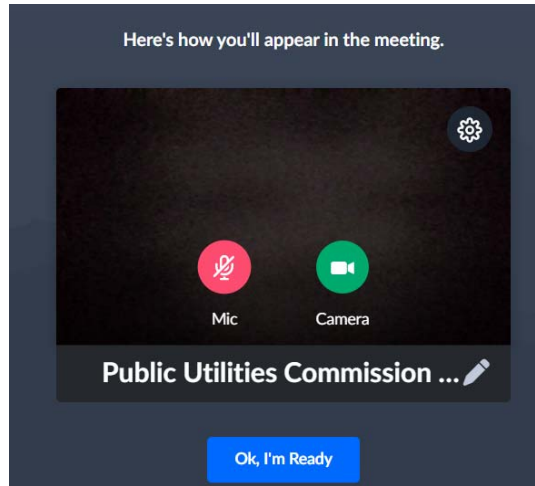 Here's how you'll appear in the meeting.
Mic
Camera
Public Utilities Commission ...
Ok, I'm Ready